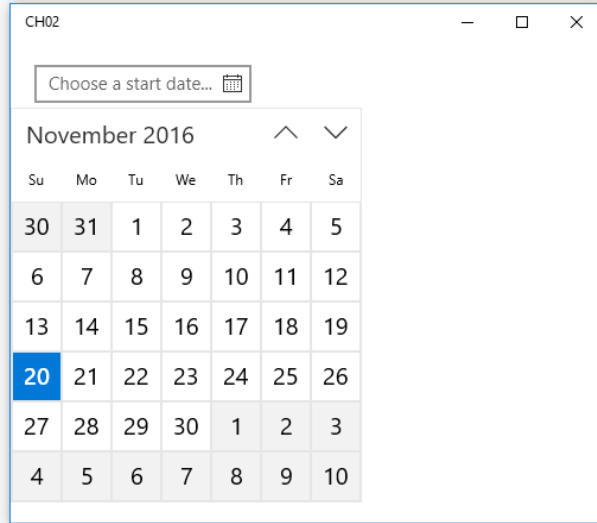 CH02
Choose a start date...
November 2016
Su Mo Tu We Th Fr Sa
30 31 1 2 3 4 5
6 7 8 9 10 11 12
13 14 15 16 17 18 19
20 21 22 23 24 25 26
27 28 29 30 1 2 3
4 5 6 7 8 9 10